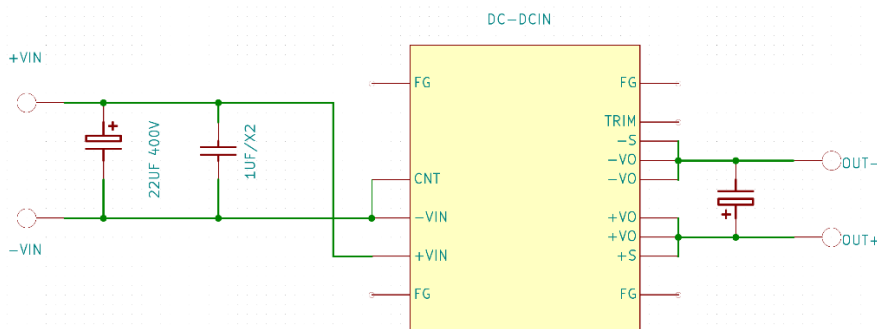 DC-DCIN
+VIN
22UF 400V
1UF/X2
-VIN
FG
CNT
-VIN
+VIN
FG
FG
TRIM
-S
-VO
-VO
+VO
+VO
+S
FG
OUT-
OUT+